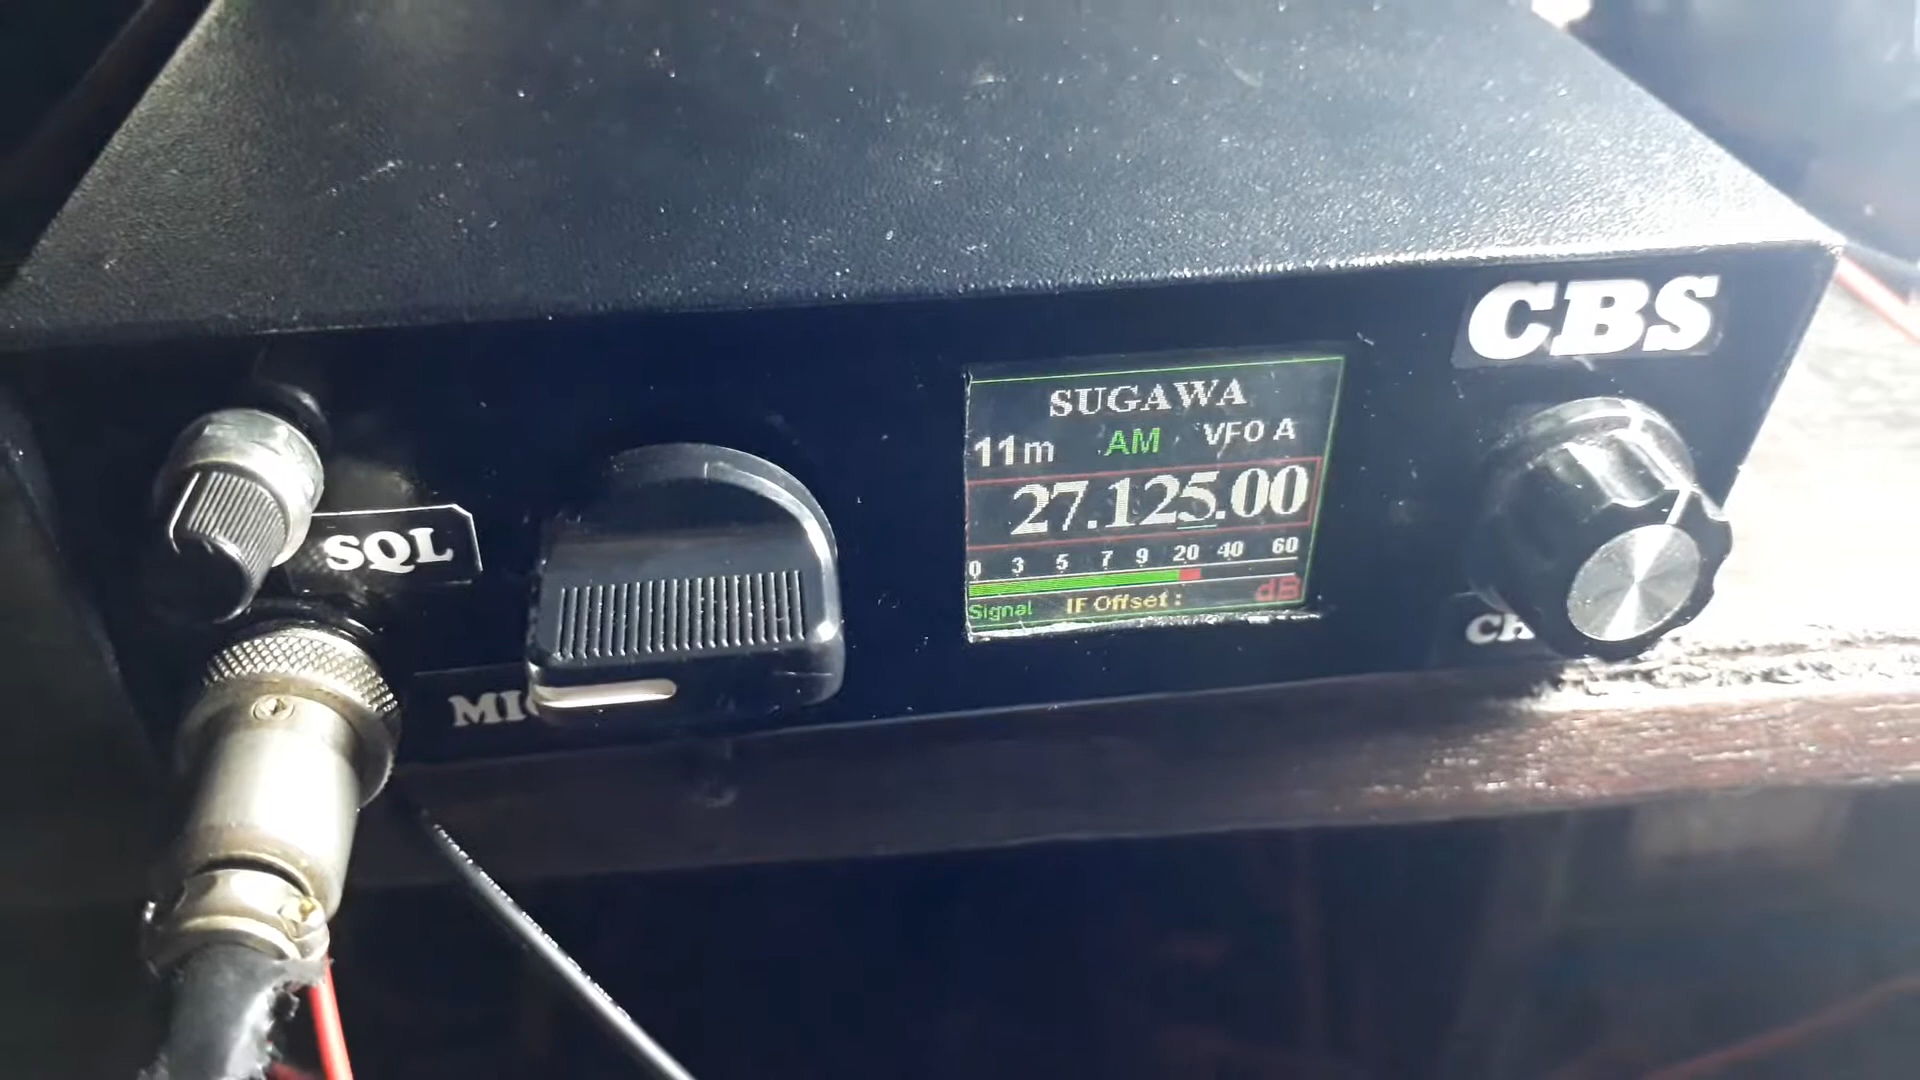 CBS
SUGAWA
11m AM VFO A
27.125.00
0 3 5 7 9 20 40 60
Signal IF Offset : dB
SQL